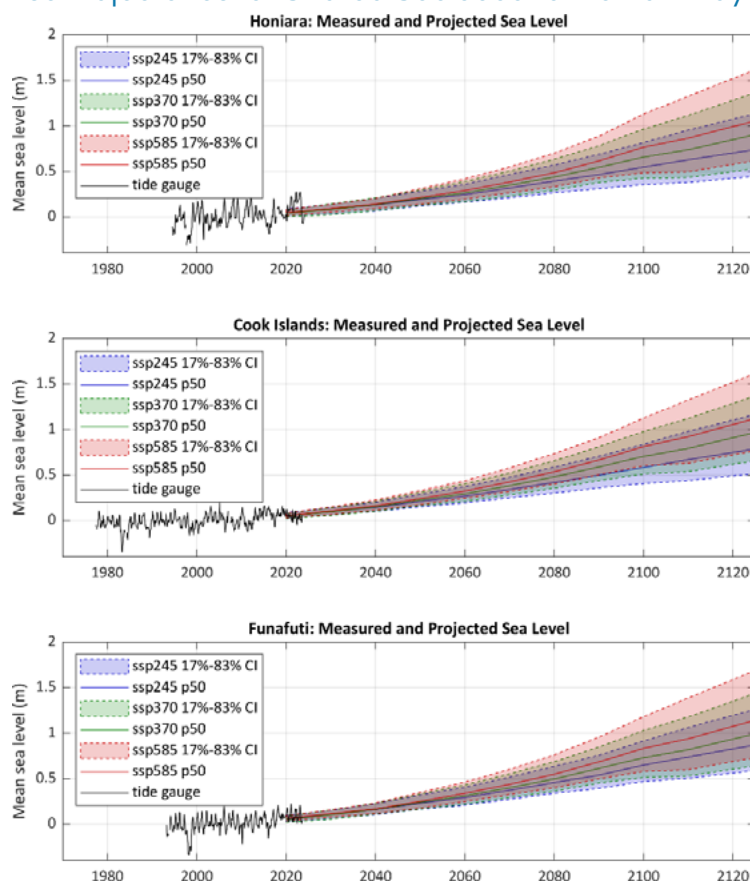 Honiara: Measured and Projected Sea Level
Mean sea level (m)
2
1.5
1
0.5
0
ssp245 17%-83% CI
ssp245 p50
ssp370 17%-83% CI
ssp370 p50
ssp585 17%-83% CI
ssp585 p50
tide gauge
1980 2000 2020 2040 2060 2080 2100 2120
Cook Islands: Measured and Projected Sea Level
Mean sea level (m)
2
1.5
1
0.5
0
ssp245 17%-83% CI
ssp245 p50
ssp370 17%-83% CI
ssp370 p50
ssp585 17%-83% CI
ssp585 p50
tide gauge
1980 2000 2020 2040 2060 2080 2100 2120
Funafuti: Measured and Projected Sea Level
Mean sea level (m)
2
1.5
1
0.5
0
ssp245 17%-83% CI
ssp245 p50
ssp370 17%-83% CI
ssp370 p50
ssp585 17%-83% CI
ssp585 p50
tide gauge
1980 2000 2020 2040 2060 2080 2100 2120